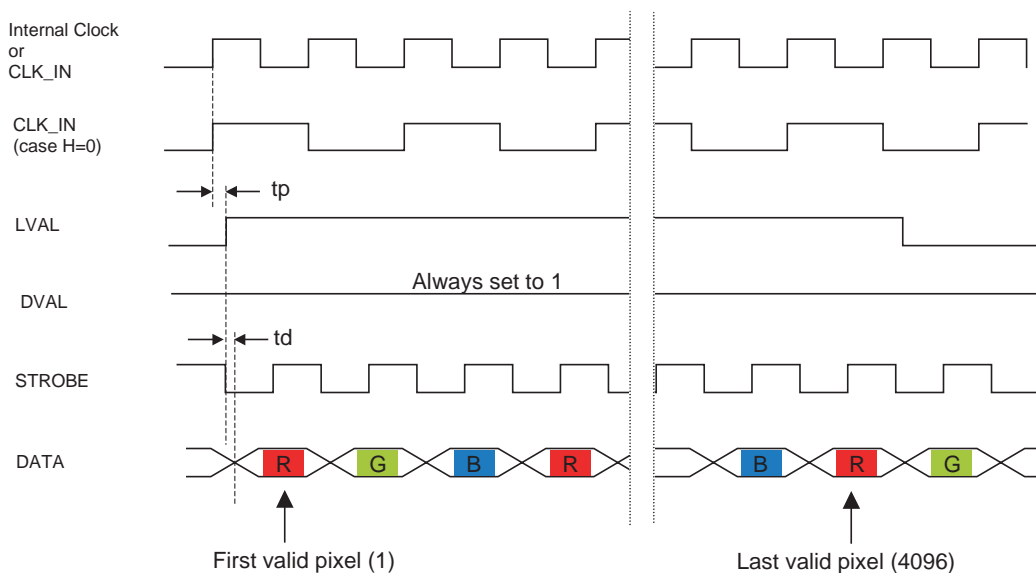 Internal Clock
or
CLK_IN
CLK_IN
(case H=0)
tp
LVAL
Always set to 1
DVAL
td
STROBE
DATA
R
G
B
R
B
R
G
First valid pixel (1)
Last valid pixel (4096)